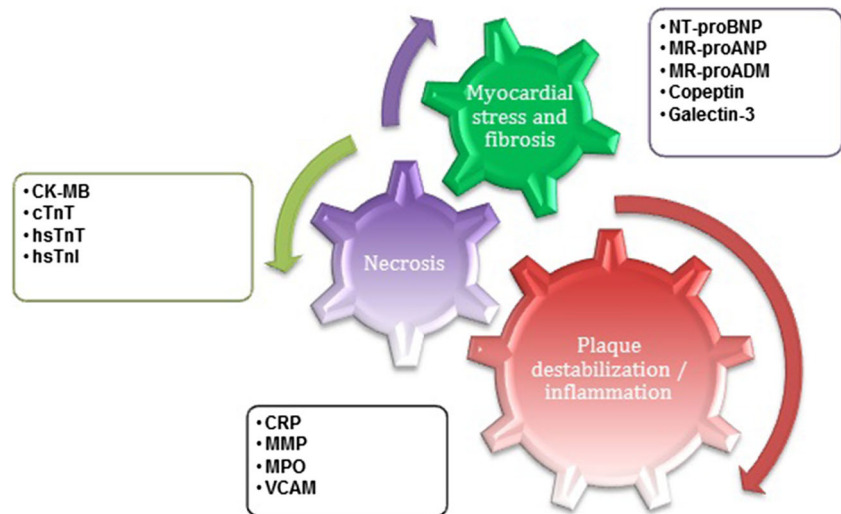 • NT-proBNP
• MR-proANP
• MR-proADM
• Copeptin
• Galectin-3
Myocardial
stress and
fibrosis
• CK-MB
• cTnT
• hsTnT
• hsTnI
Necrosis
Plaque
destabilization /
inflammation
• CRP
• MMP
• MPO
• VCAM